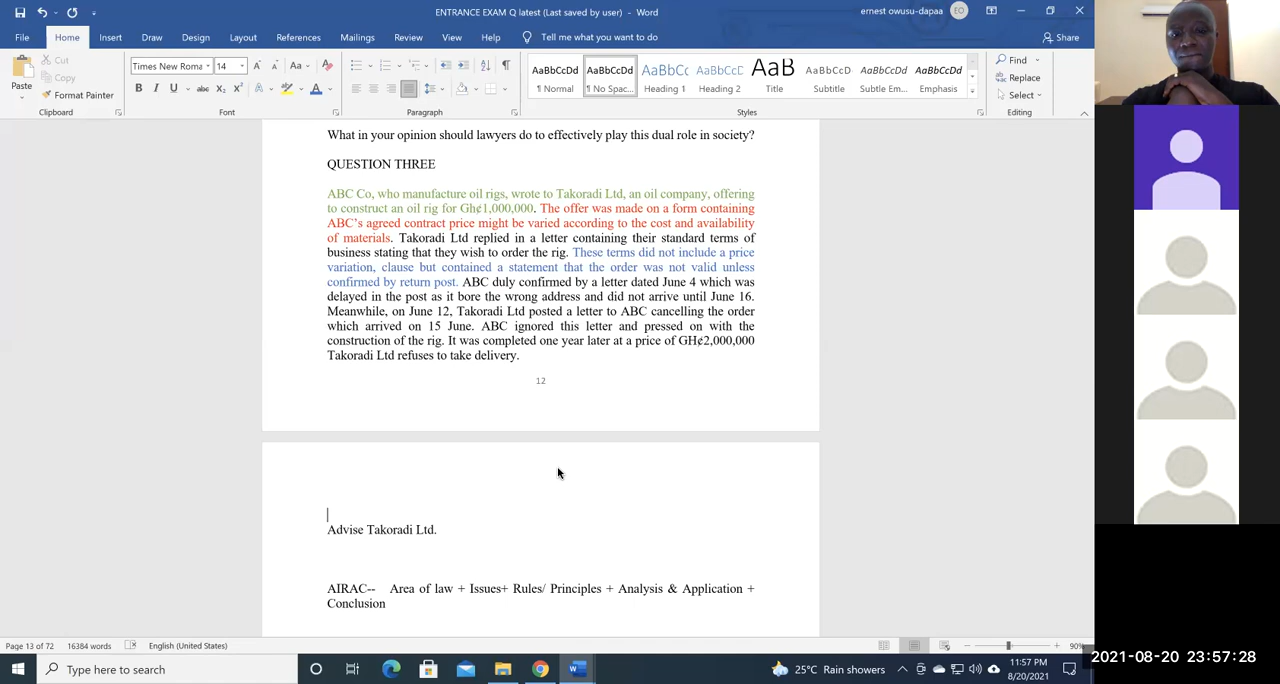 ENTRANCE EXAM Q latest (Last saved by user) - Word
ernest owusu-dapaa
EO
File Home Insert Draw Design Layout References Mailings Review View Help Tell me what you want to do
Share
Paste
Cut
Copy
Format Painter
Clipboard
Times New Roma 14
Font
Paragraph
AaBbCcDd AaBbCcDd AaBbCc AaBbCcD AaB AaBbCcD AaBbCcDd AaBbCcDd
¶ Normal ¶ No Spac... Heading 1 Heading 2 Title Subtitle Subtle Em... Emphasis
Styles
Find
Replace
Select
Editing
What in your opinion should lawyers do to effectively play this dual role in society?
QUESTION THREE
ABC Co, who manufacture oil rigs, wrote to Takoradi Ltd, an oil company, offering
to construct an oil rig for Gh¢1,000,000. The offer was made on a form containing
ABC's agreed contract price might be varied according to the cost and availability
of materials. Takoradi Ltd replied in a letter containing their standard terms of
business stating that they wish to order the rig. These terms did not include a price
variation, clause but contained a statement that the order was not valid unless
confirmed by return post. ABC duly confirmed by a letter dated June 4 which was
delayed in the post as it bore the wrong address and did not arrive until June 16.
Meanwhile, on June 12, Takoradi Ltd posted a letter to ABC cancelling the order
which arrived on 15 June. ABC ignored this letter and pressed on with the
construction of the rig. It was completed one year later at a price of GH¢2,000,000
Takoradi Ltd refuses to take delivery.
12
Advise Takoradi Ltd.
AIRAC-- Area of law + Issues+ Rules/ Principles + Analysis & Application +
Conclusion
Page 13 of 72 16384 words English (United States)
90%
Type here to search
25°C Rain showers
11:57 PM
8/20/2021
2021-08-20 23:57:28